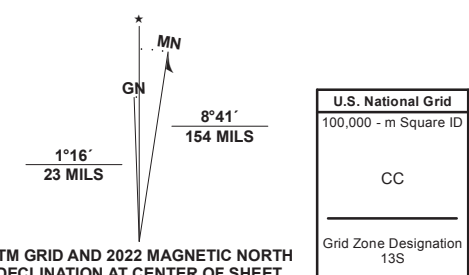 ★
MN
GN
8°41´
154 MILS
1°16´
23 MILS
TM GRID AND 2022 MAGNETIC NORTH
DECLINATION AT CENTER OF SHEET
U.S. National Grid
100,000 - m Square ID
CC
Grid Zone Designation
13S